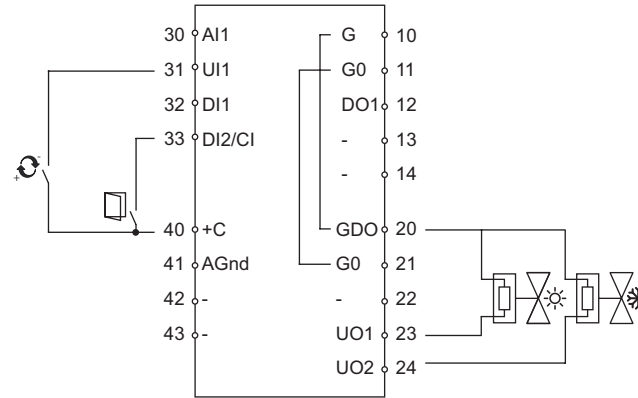 30 AI1 G 10
31 UI1 G0 11
32 DI1 DO1 12
33 DI2/CI - 13
- 14
40 +C GDO 20
41 AGnd G0 21
42 - - 22
43 - UO1 23
UO2 24
- +